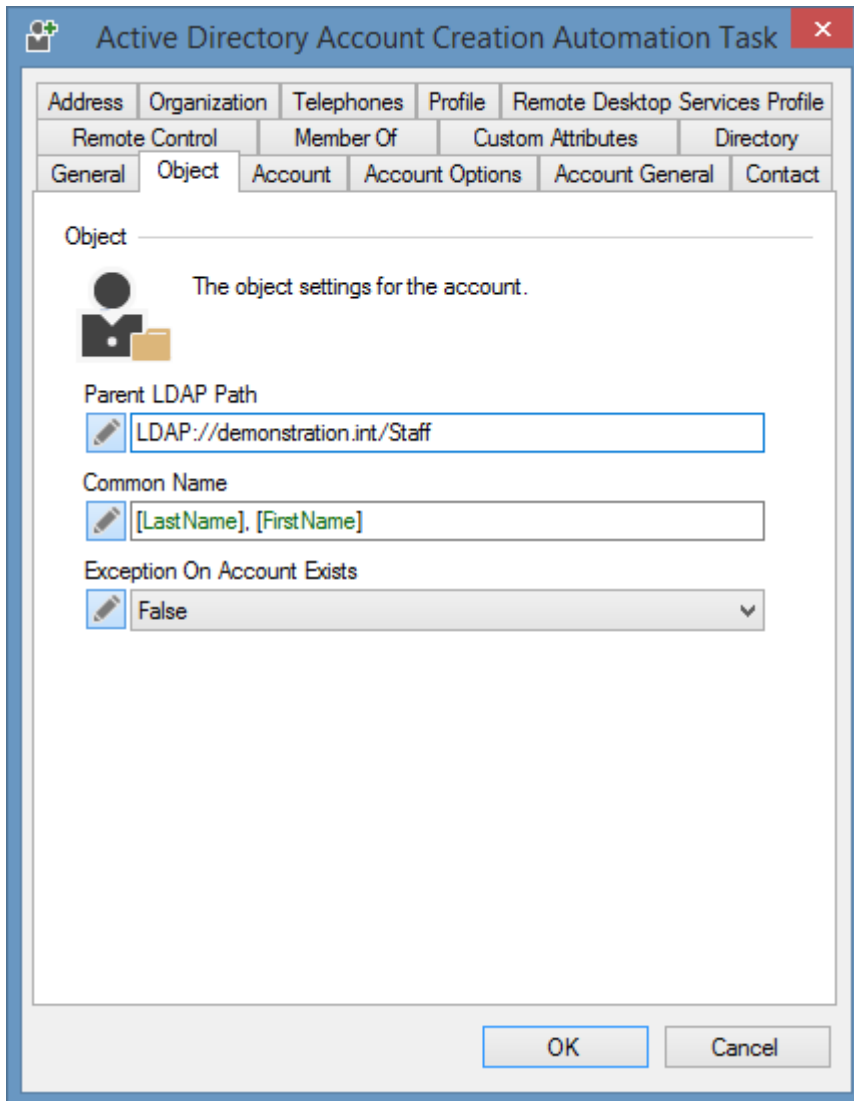 Active Directory Account Creation Automation Task
Address Organization Telephones Profile Remote Desktop Services Profile
Remote Control Member Of Custom Attributes Directory
General Object Account Account Options Account General Contact
Object
The object settings for the account.
Parent LDAP Path
LDAP://demonstration.int/Staff
Common Name
[LastName], [FirstName]
Exception On Account Exists
False
OK Cancel